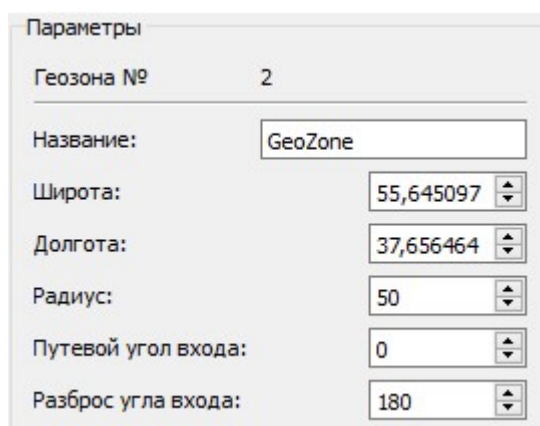 Параметры
Геозона № 2
Название: GeoZone
Широта: 55,645097
Долгота: 37,656464
Радиус: 50
Путевой угол входа: 0
Разброс угла входа: 180